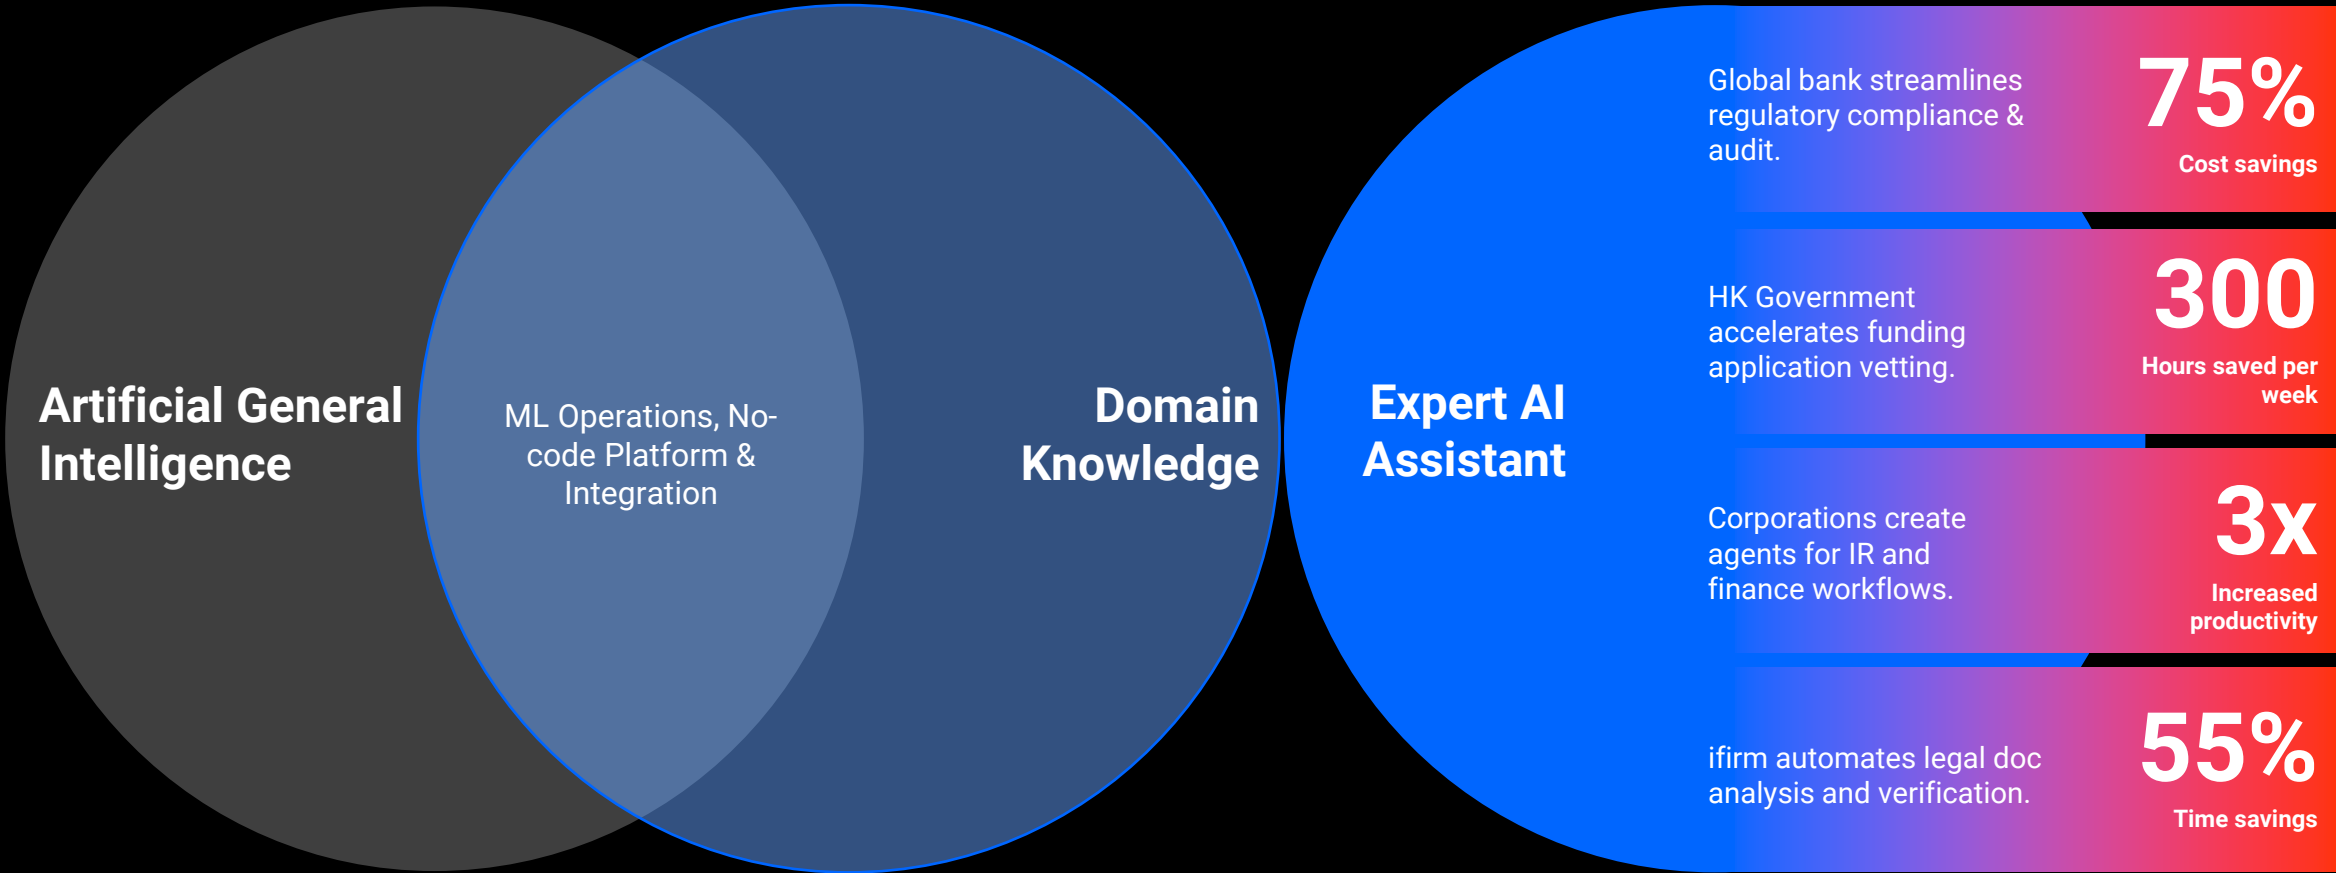 Artificial General
Intelligence
ML Operations, No-
code Platform &
Integration
Domain
Knowledge
Expert AI
Assistant
Global bank streamlines
regulatory compliance &
audit.
75%
Cost savings
HK Government
accelerates funding
application vetting.
300
Hours saved per
week
Corporations create
agents for IR and
finance workflows.
3x
Increased
productivity
ifirm automates legal doc
analysis and verification.
55%
Time savings